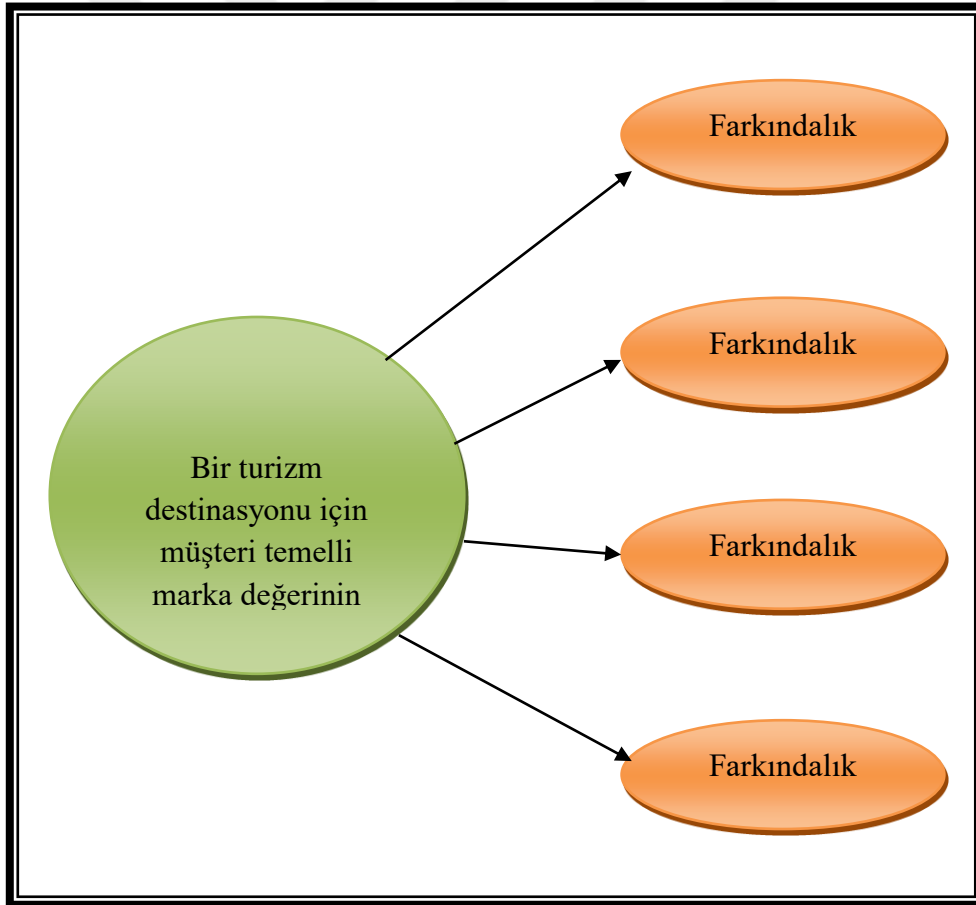 Farkındalık
Farkındalık
Bir turizm
destinasyonu için
müşteri temelli
marka değerinin
Farkındalık
Farkındalık